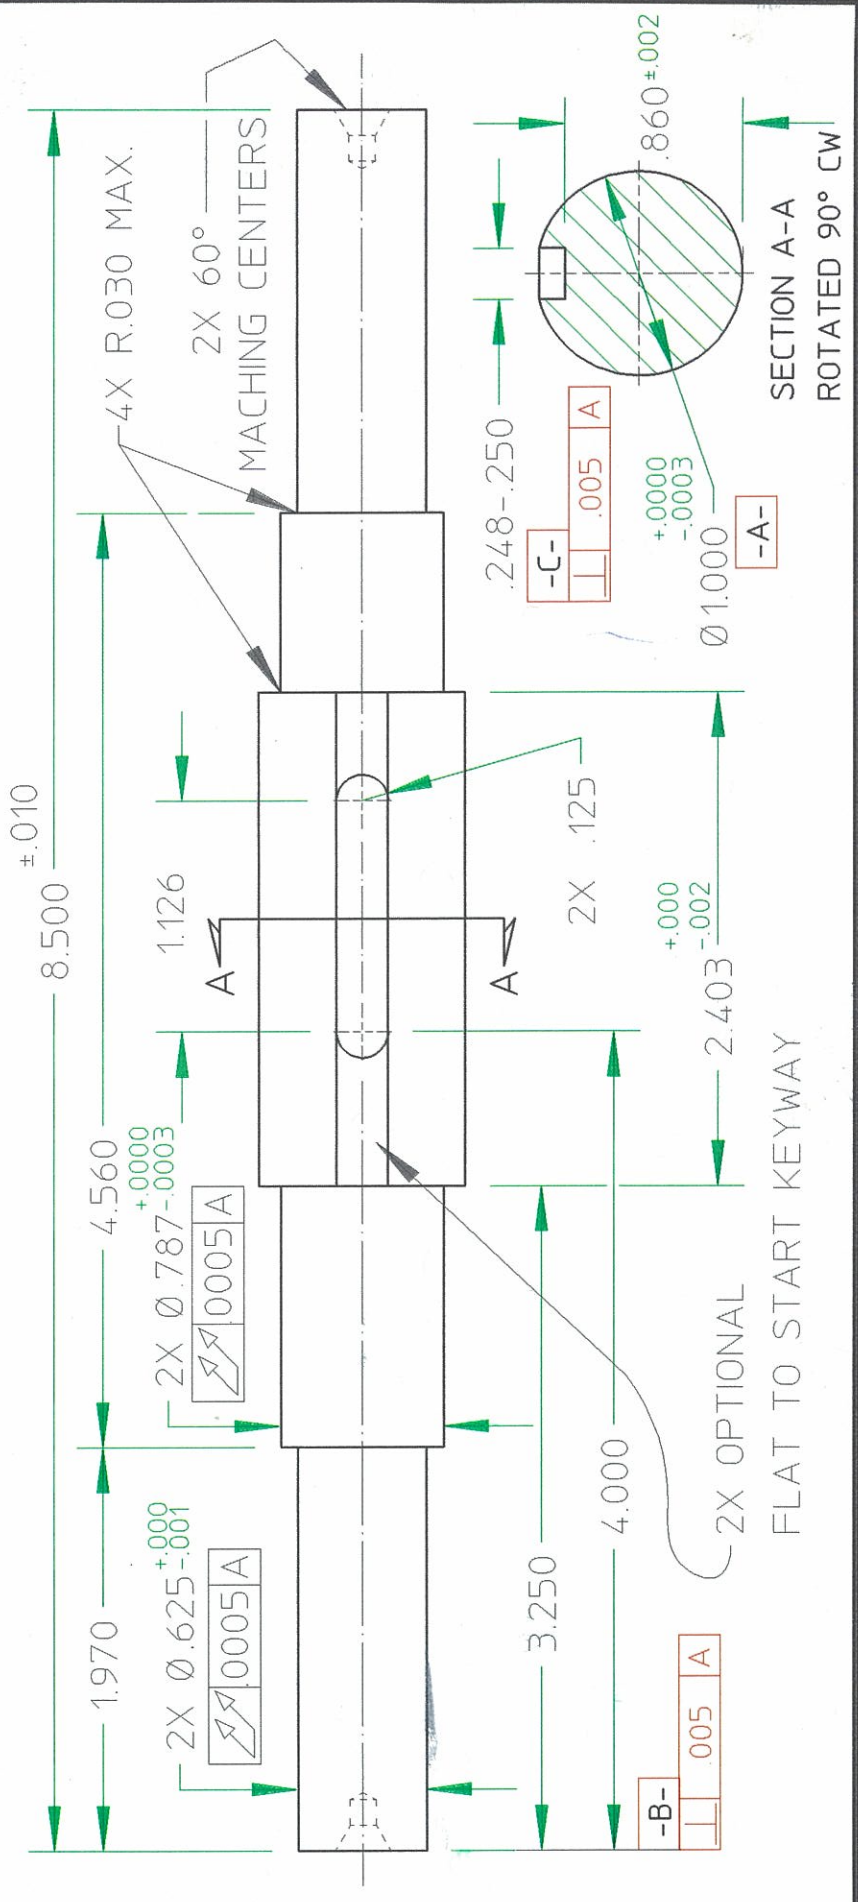 8.500 ±.010
4.560
1.970
1.126
4X R.030 MAX.
2X 60°
MACHING CENTERS
2X Ø.787 +.0000
-.0003
.0005 A
2X Ø.625 +.000
-.001
.0005 A
A
A
2X .125
3.250
4.000
2.403 +.000
-.002
2X OPTIONAL
FLAT TO START KEYWAY
-B-
⊥ .005 A
.248-.250
-C-
⊥ .005 A
Ø1.000 +.0000
-.0003
-A-
.860 ±.002
SECTION A-A
ROTATED 90° CW